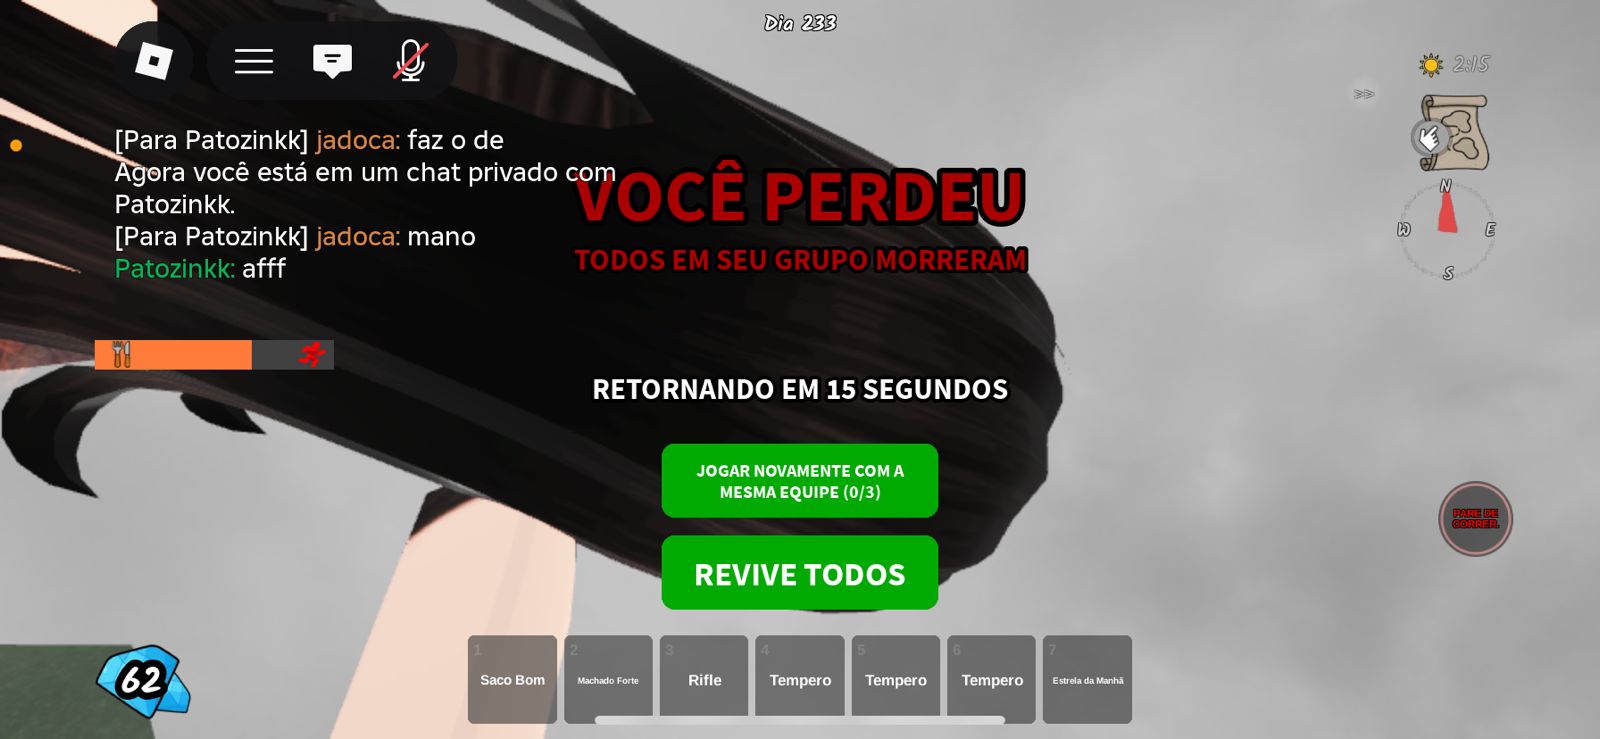 Dia 233
2:15
>>
[Para Patozinkk] jadoca: faz o de
Agora você está em um chat privado com
Patozinkk.
[Para Patozinkk] jadoca: mano
Patozinkk: afff
VOCÊ PERDEU
TODOS EM SEU GRUPO MORRERAM
N
W
E
S
RETORNANDO EM 15 SEGUNDOS
JOGAR NOVAMENTE COM A
MESMA EQUIPE (0/3)
PARE DE
CORRER.
REVIVE TODOS
62
1
Saco Bom
2
Machado Forte
3
Rifle
4
Tempero
5
Tempero
6
Tempero
7
Estrela da Manhã